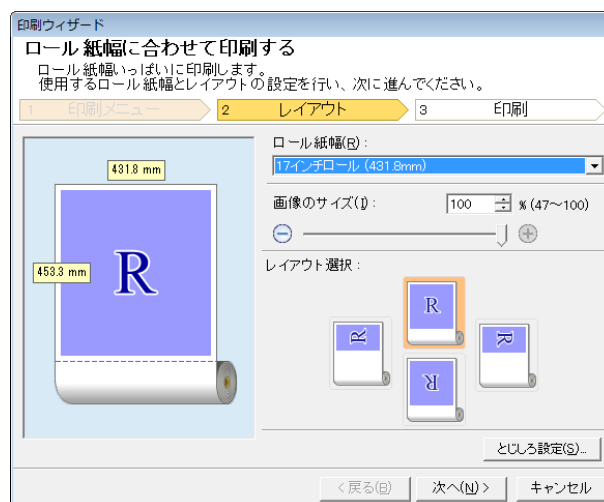 印刷ウィザード
ロール紙幅に合わせて印刷する
ロール紙幅いっぱいに印刷します。
使用するロール紙幅とレイアウトの設定を行い、次に進んでください。
1 印刷メニュー 2 レイアウト 3 印刷
ロール紙幅(R):
17インチロール (431.8mm)
431.8 mm
画像のサイズ(I): 100 % (47～100)
453.3 mm
R
レイアウト選択:
R
R
R
R
とじしろ設定(S)...
< 戻る(B) 次へ(N) > キャンセル